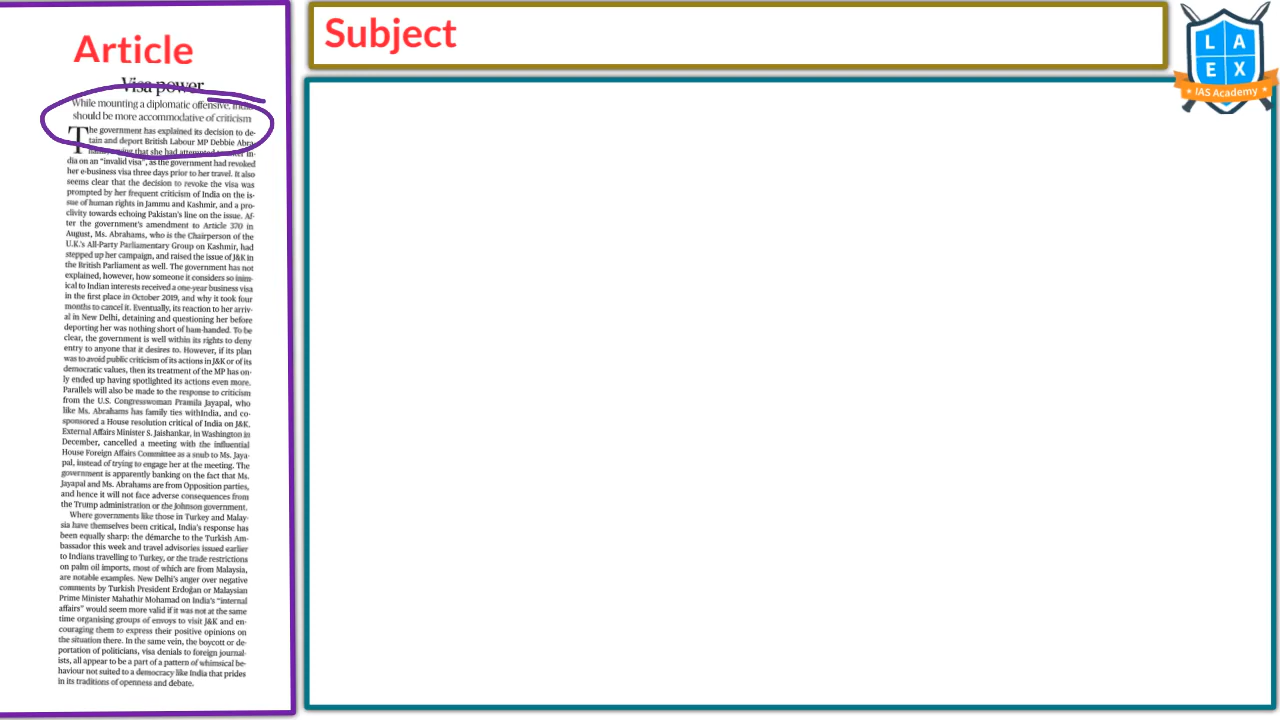 Article
Visa power
While mounting a diplomatic offensive, India
should be more accommodative of criticism
The government has explained its decision to de-
tain and deport British Labour MP Debbie Abra-
that she had attempted to in-
dia on an "invalid visa", as the government had revoked
her e-business visa three days prior to her travel. It also
seems clear that the decision to revoke the visa was
prompted by her frequent criticism of India on the is-
sue of human rights in Jammu and Kashmir, and a pro-
clivity towards echoing Pakistan's line on the issue. Af-
ter the government's amendment to Article 370 in
August, Ms. Abrahams, who is the Chairperson of the
U.K.'s All-Party Parliamentary Group on Kashmir, had
stepped up her campaign, and raised the issue of J&K in
the British Parliament as well. The government has not
explained, however, how someone it considers so inim-
ical to Indian interests received a one-year business visa
in the first place in October 2019, and why it took four
months to cancel it. Eventually, its reaction to her arriv-
al in New Delhi, detaining and questioning her before
deporting her was nothing short of ham-handed. To be
clear, the government is well within its rights to deny
entry to anyone that it desires to. However, if its plan
was to avoid public criticism of its actions in J&K or of its
democratic values, then its treatment of the MP has on-
ly ended up having spotlighted its actions even more.
Parallels will also be made to the response to criticism
from the U.S. Congresswoman Pramila Jayapal, who
like Ms. Abrahams has family ties withIndia, and co-
sponsored a House resolution critical of India on J&K.
External Affairs Minister S. Jaishankar, in Washington in
December, cancelled a meeting with the influential
House Foreign Affairs Committee as a snub to Ms. Jaya-
pal, instead of trying to engage her at the meeting. The
government is apparently banking on the fact that Ms.
Jayapal and Ms. Abrahams are from Opposition parties,
and hence it will not face adverse consequences from
the Trump administration or the Johnson government.
Where governments like those in Turkey and Malay-
sia have themselves been critical, India's response has
been equally sharp: the démarche to the Turkish Am-
bassador this week and travel advisories issued earlier
to Indians travelling to Turkey, or the trade restrictions
on palm oil imports, most of which are from Malaysia,
are notable examples. New Delhi's anger over negative
comments by Turkish President Erdoğan or Malaysian
Prime Minister Mahathir Mohamad on India's "internal
affairs" would seem more valid if it was not at the same
time organising groups of envoys to visit J&K and en-
couraging them to express their positive opinions on
the situation there. In the same vein, the boycott or de-
portation of politicians, visa denials to foreign journal-
ists, all appear to be a part of a pattern of whimsical be-
haviour not suited to a democracy like India that prides
in its traditions of openness and debate.
Subject
L A
E X
IAS Academy